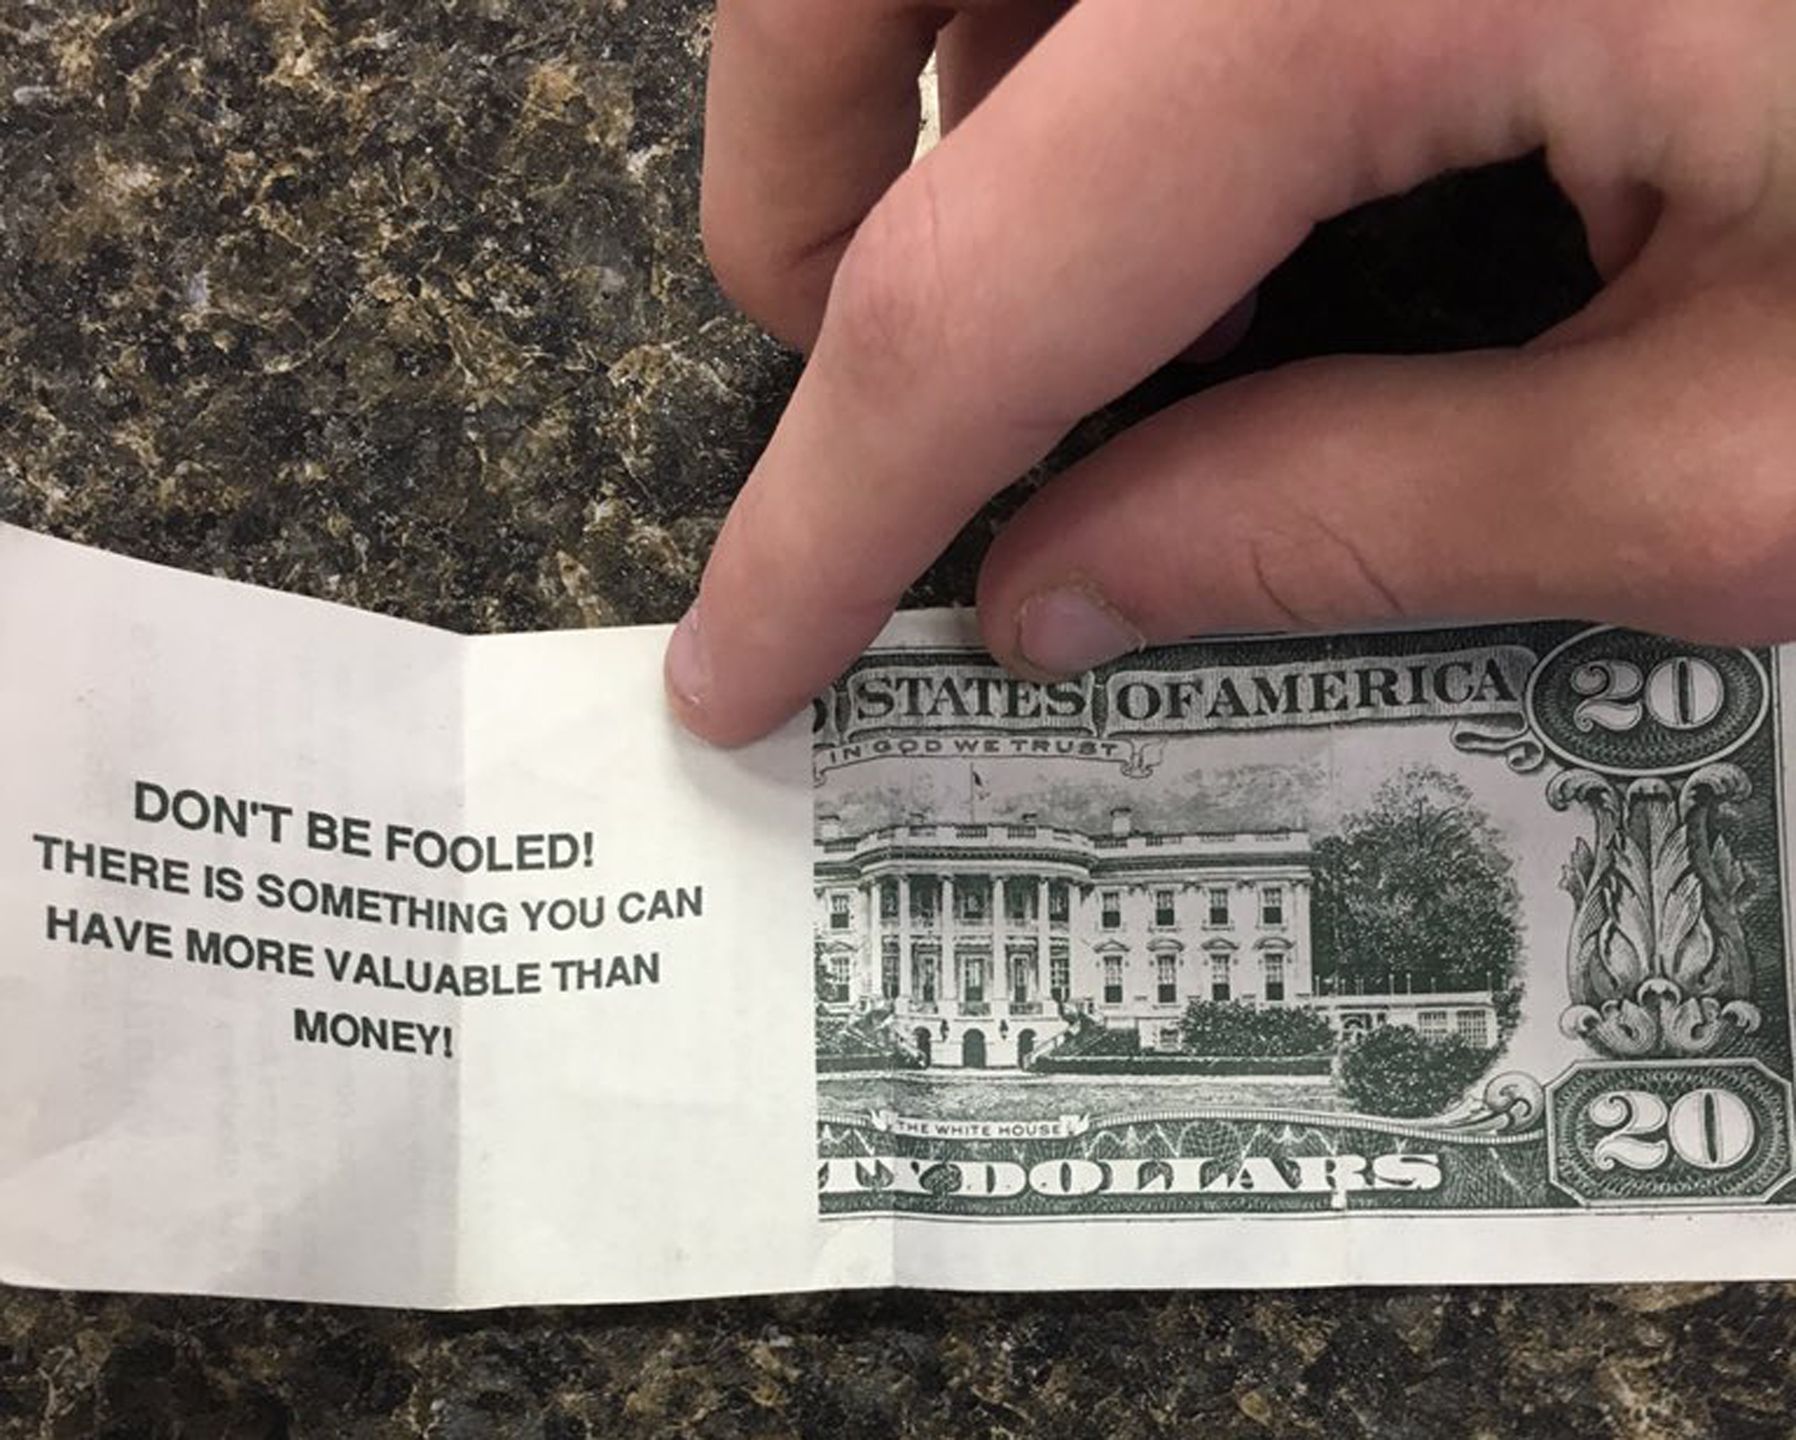 DON'T BE FOOLED!
THERE IS SOMETHING YOU CAN
HAVE MORE VALUABLE THAN
MONEY!
STATES OF AMERICA
IN GOD WE TRUST
20
THE WHITE HOUSE
TY DOLLARS
20